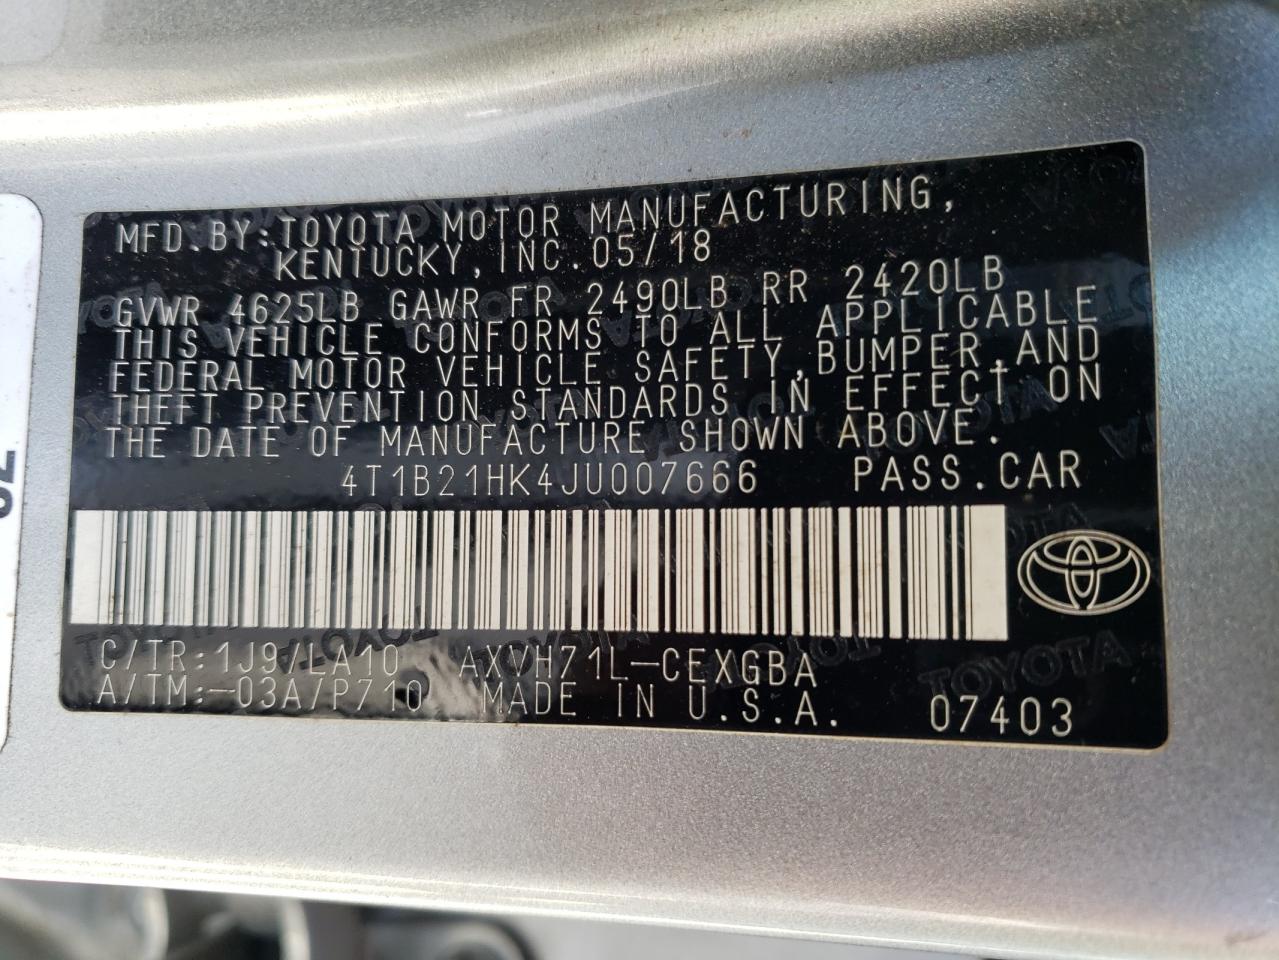 MFD.BY:TOYOTA MOTOR MANUFACTURING,
KENTUCKY,INC.05/18
GVWR 4625LB GAWR FR 2490LB RR 2420LB
THIS VEHICLE CONFORMS TO ALL APPLICABLE
FEDERAL MOTOR VEHICLE SAFETY,BUMPER,AND
THEFT PREVENTION STANDARDS IN EFFECT ON
THE DATE OF MANUFACTURE SHOWN ABOVE.
4T1B21HK4JU007666 PASS.CAR
C/TR:1J9/LA10 AXVHZ1L-CEXGBA
A/TM:-03A/P710 MADE IN U.S.A. 07403